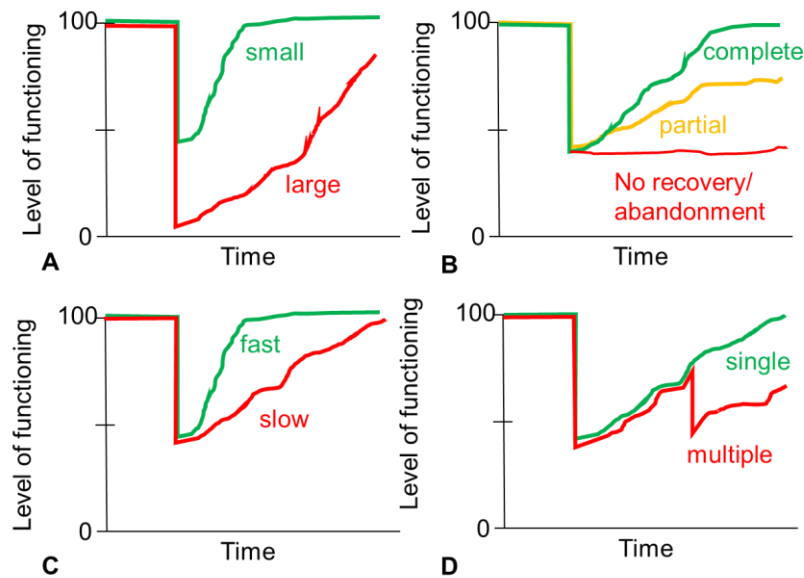 Level of functioning
100
0
small
large
Time
A
Level of functioning
100
0
complete
partial
No recovery/
abandonment
Time
B
Level of functioning
100
0
fast
slow
Time
C
Level of functioning
100
0
single
multiple
Time
D